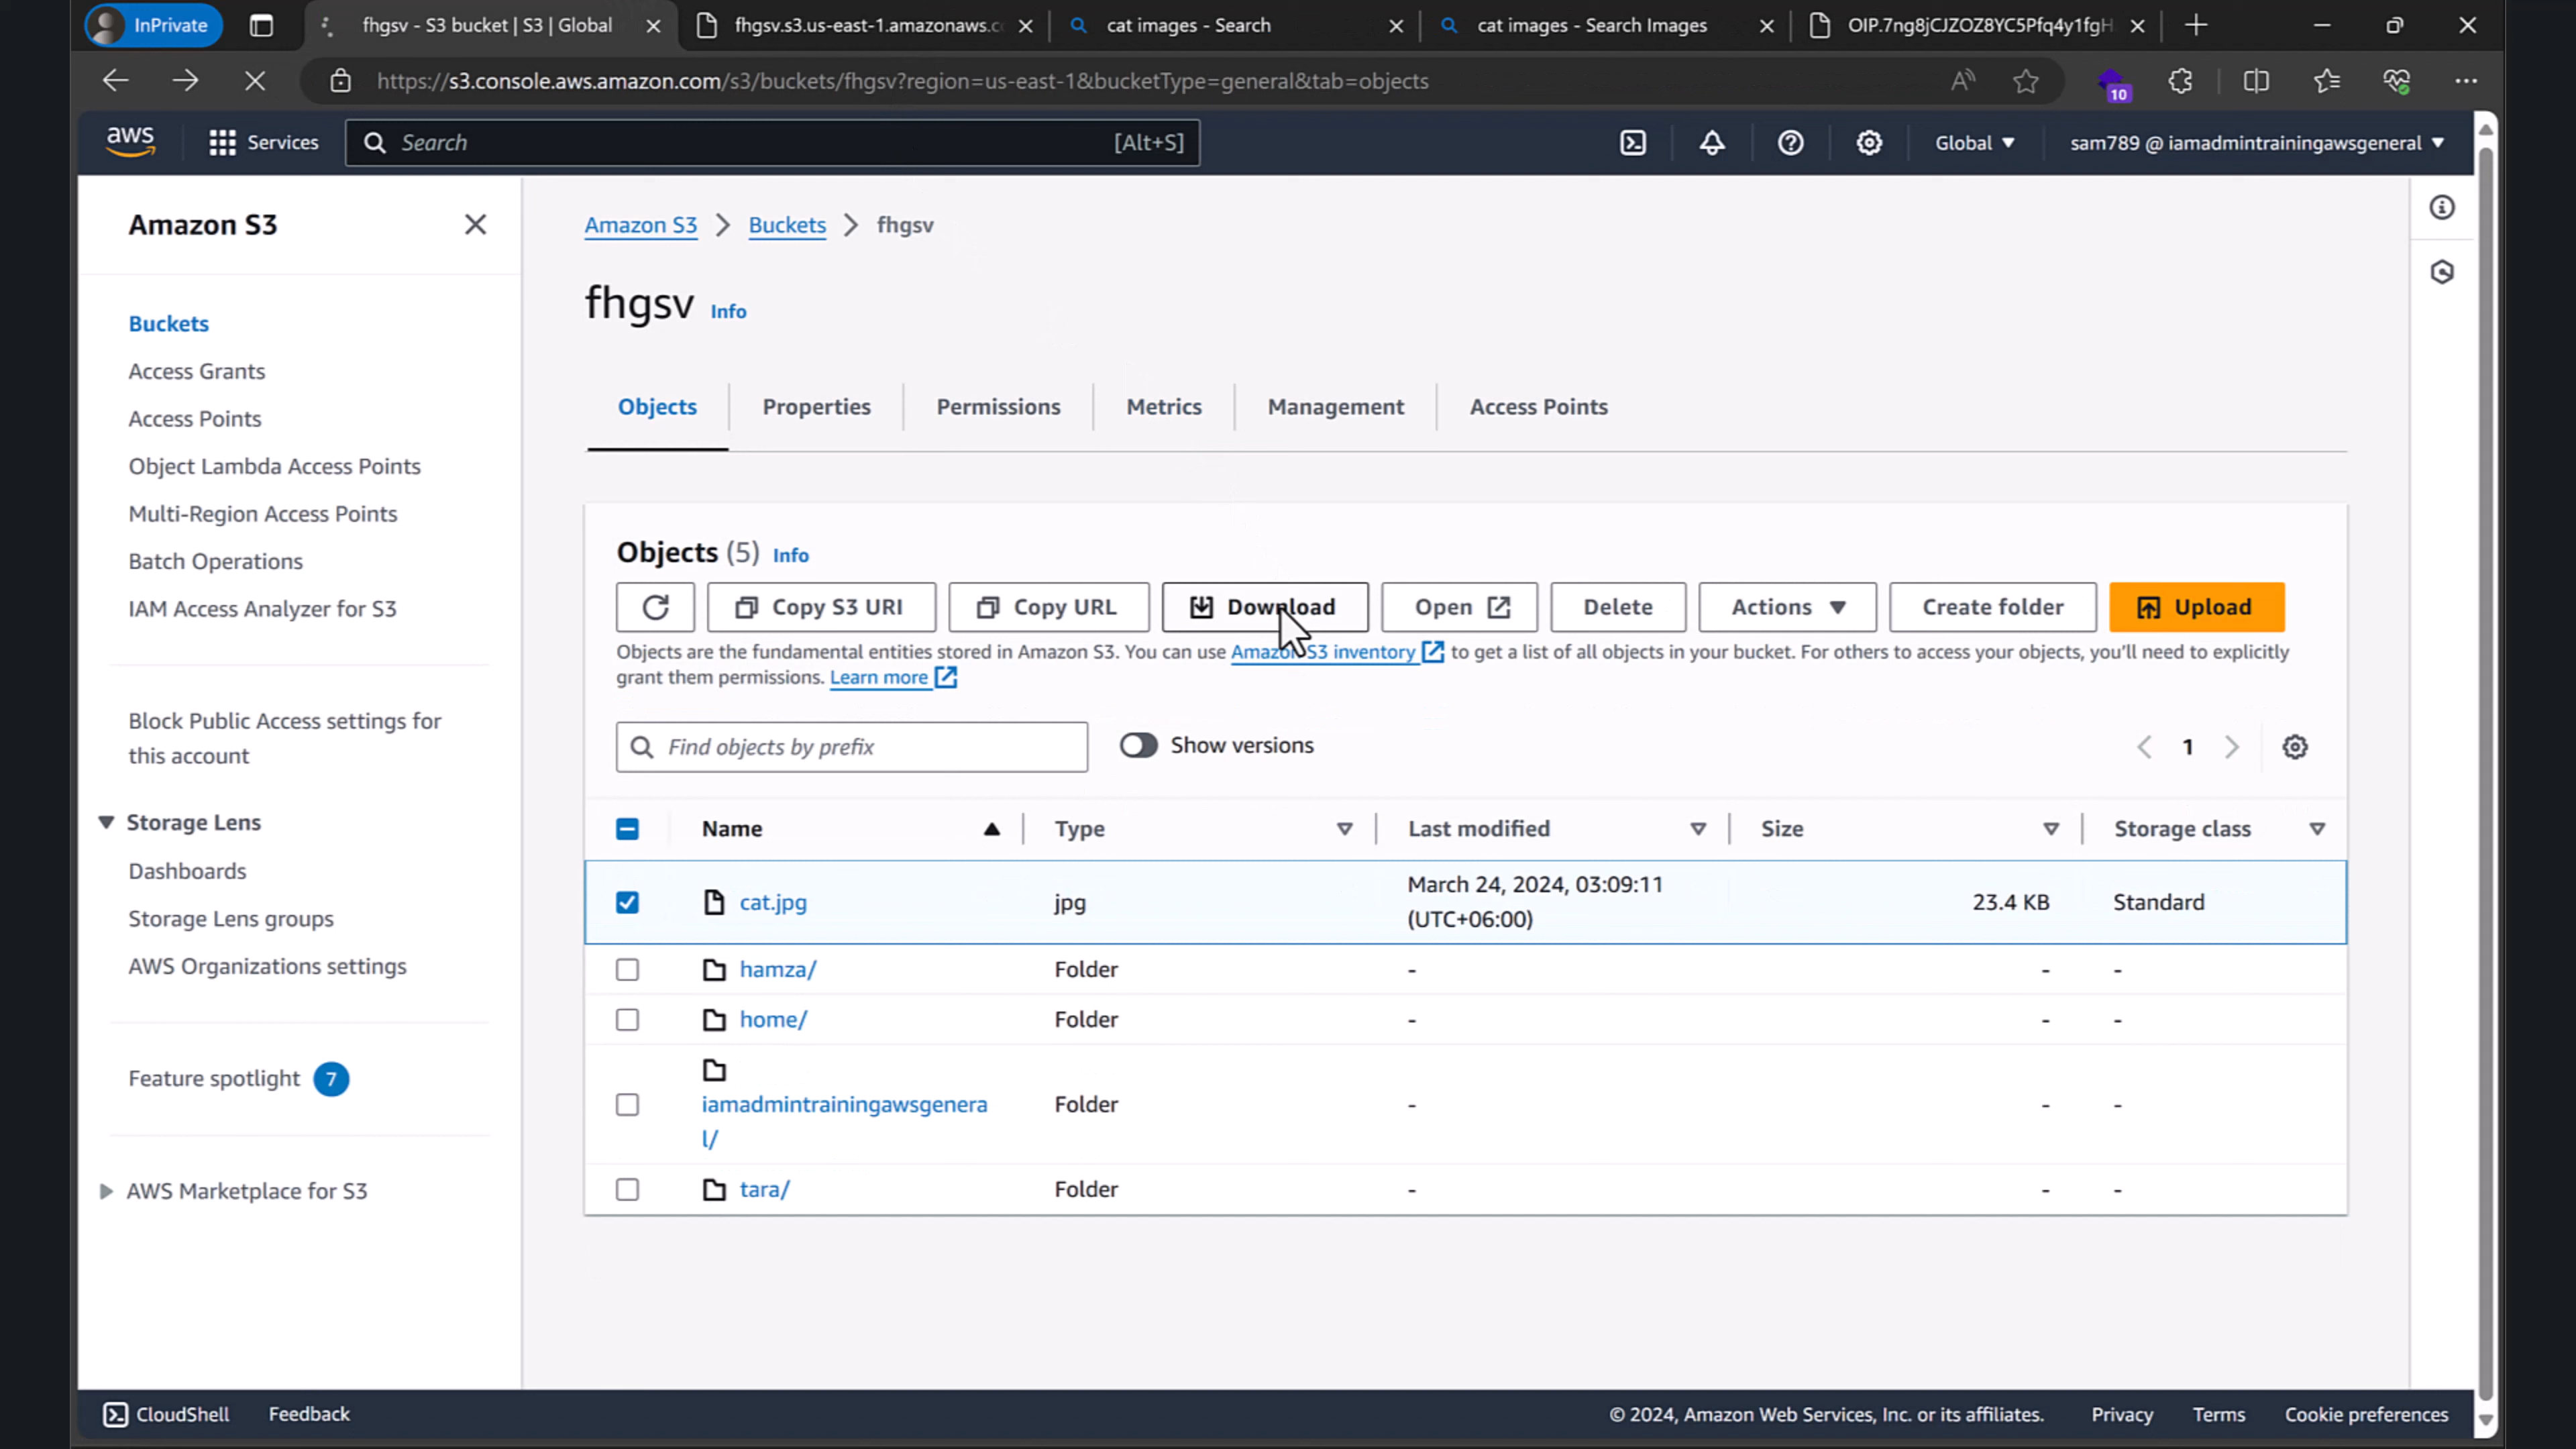 InPrivate
fhgsv - S3 bucket | S3 | Global
fhgsv.s3.us-east-1.amazonaws.c
cat images - Search
cat images - Search Images
OIP.7ng8jCJZOZ8YC5Pfq4y1fgH
https://s3.console.aws.amazon.com/s3/buckets/fhgsv?region=us-east-1&bucketType=general&tab=objects
10
aws
Services
Search
[Alt+S]
Global
sam789 @ iamadmintrainingawsgeneral
Amazon S3
Buckets
Access Grants
Access Points
Object Lambda Access Points
Multi-Region Access Points
Batch Operations
IAM Access Analyzer for S3
Block Public Access settings for
this account
Storage Lens
Dashboards
Storage Lens groups
AWS Organizations settings
Feature spotlight 7
AWS Marketplace for S3
Amazon S3 > Buckets > fhgsv
fhgsv Info
Objects
Properties
Permissions
Metrics
Management
Access Points
Objects (5) Info
Copy S3 URI
Copy URL
Download
Open
Delete
Actions
Create folder
Upload
Objects are the fundamental entities stored in Amazon S3. You can use Amazon S3 inventory to get a list of all objects in your bucket. For others to access your objects, you'll need to explicitly
grant them permissions. Learn more
Find objects by prefix
Show versions
1
Name Type Last modified Size Storage class
cat.jpg jpg March 24, 2024, 03:09:11 23.4 KB Standard
(UTC+06:00)
hamza/ Folder - - -
home/ Folder - - -
iamadmintrainingawsgenera Folder - - -
l/
tara/ Folder - - -
CloudShell
Feedback
© 2024, Amazon Web Services, Inc. or its affiliates.
Privacy
Terms
Cookie preferences